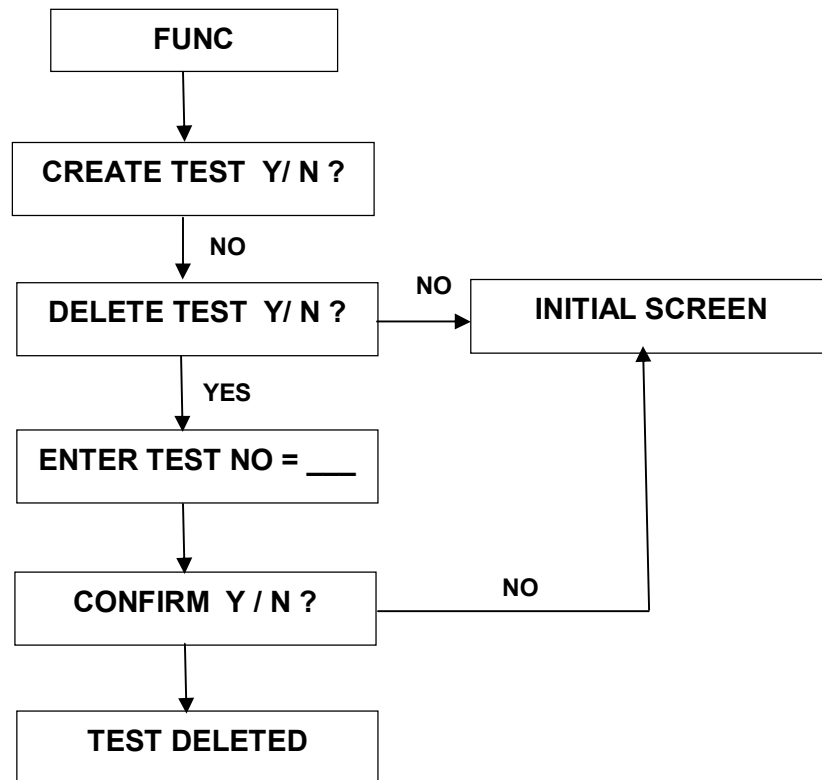 FUNC
CREATE TEST Y/ N ?
NO
DELETE TEST Y/ N ?
NO
INITIAL SCREEN
YES
ENTER TEST NO = ___
CONFIRM Y / N ?
NO
TEST DELETED